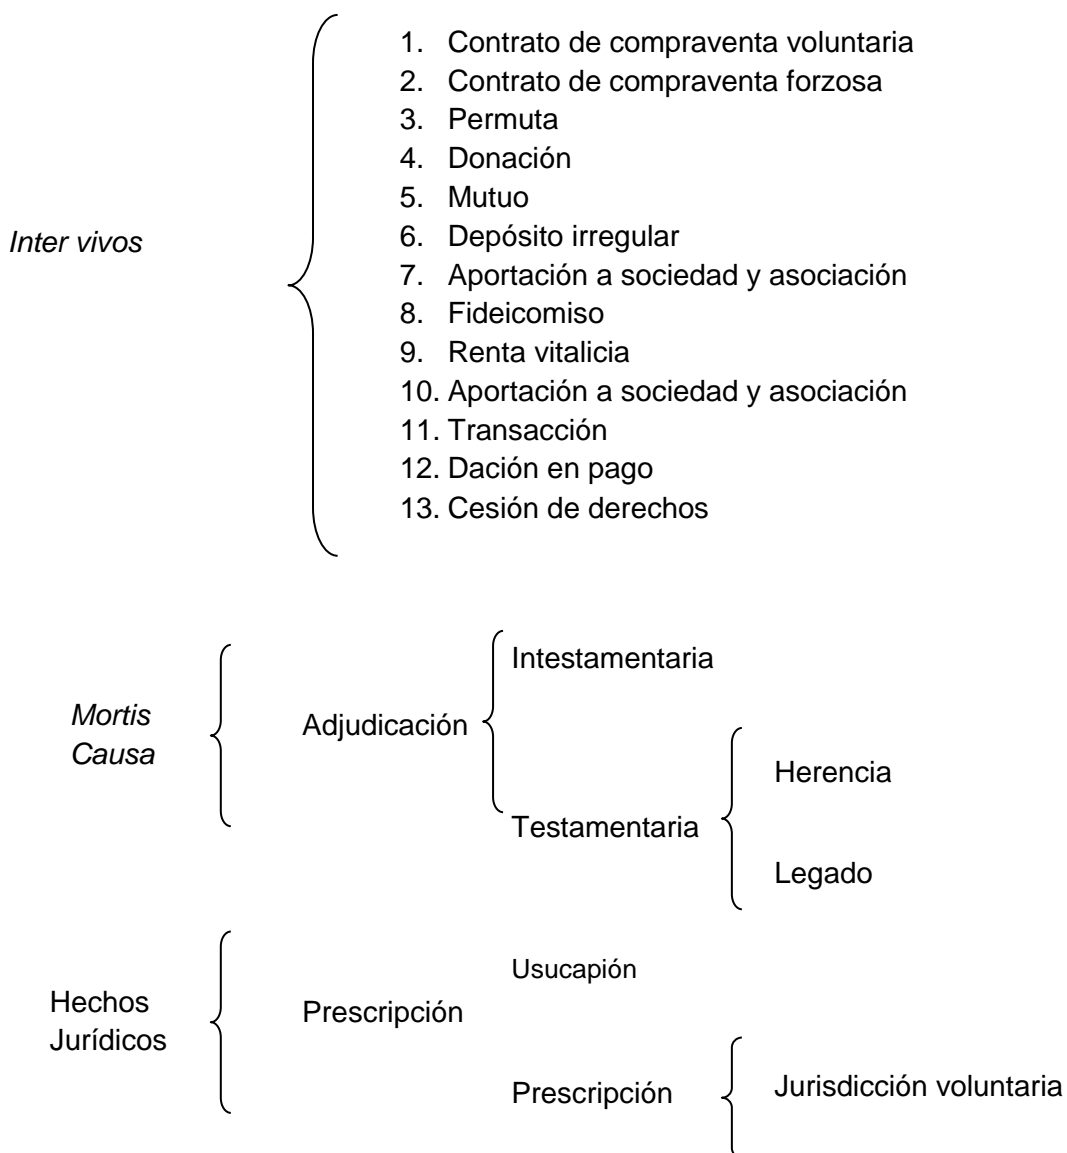 1. Contrato de compraventa voluntaria
2. Contrato de compraventa forzosa
3. Permuta
4. Donación
5. Mutuo
Inter vivos
6. Depósito irregular
7. Aportación a sociedad y asociación
8. Fideicomiso
9. Renta vitalicia
10. Aportación a sociedad y asociación
11. Transacción
12. Dación en pago
13. Cesión de derechos
Mortis
Causa
Adjudicación
Intestamentaria
Testamentaria
Herencia
Legado
Hechos
Jurídicos
Prescripción
Usucapión
Prescripción
Jurisdicción voluntaria